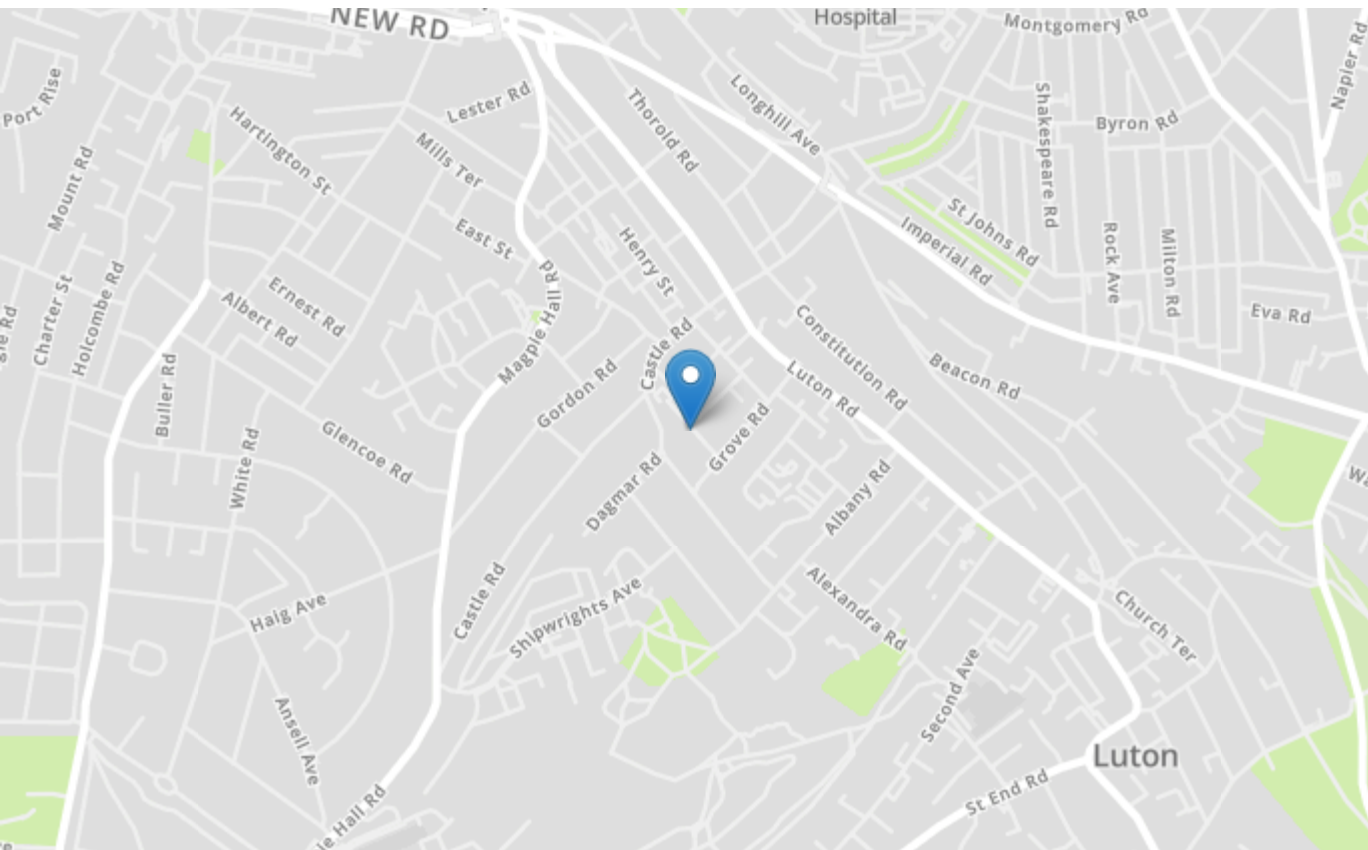 NEW RD
Hospital
Montgomery Rd
Napier Rd
Port Rise
Lester Rd
Longhill Ave
Thorold Rd
Shakespeare Rd
Byron Rd
Hartington St
Mills Ter
Mount Rd
St Johns Rd
Imperial Rd
East St
Henry St
Rock Ave
Milton Rd
Charter St
Holcombe Rd
Ernest Rd
Albert Rd
Magpie Hall Rd
Eva Rd
Castle Rd
Constitution Rd
Beacon Rd
Buller Rd
Gordon Rd
Luton Rd
Grove Rd
Glencoe Rd
White Rd
Dagmar Rd
Albany Rd
Castle Rd
Haig Ave
Shipwrights Ave
Alexandra Rd
Church Ter
Second Ave
Ansell Ave
Luton
St End Rd
ie Hall Rd